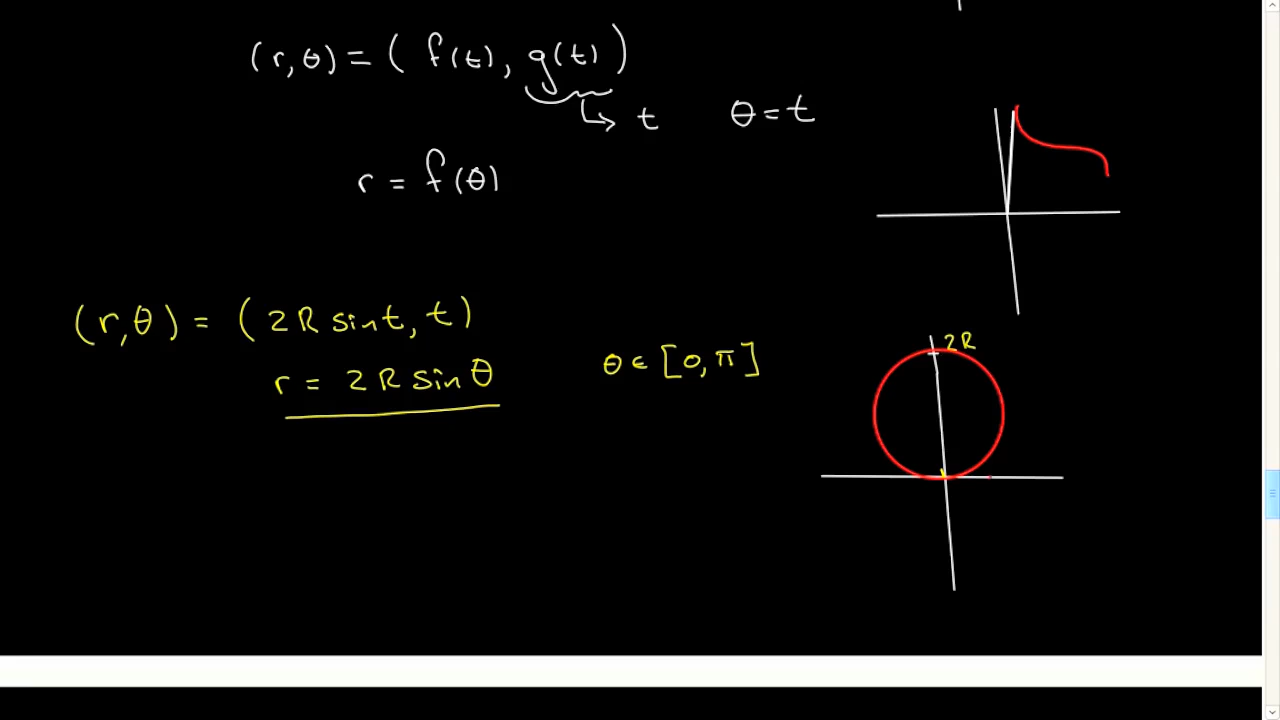 (r, θ) = ( f(t), g(t) )
t θ = t
r = f(θ)
(r, θ) = ( 2R sin t, t )
2R
r = 2R sin θ θ ∈ [0, π]